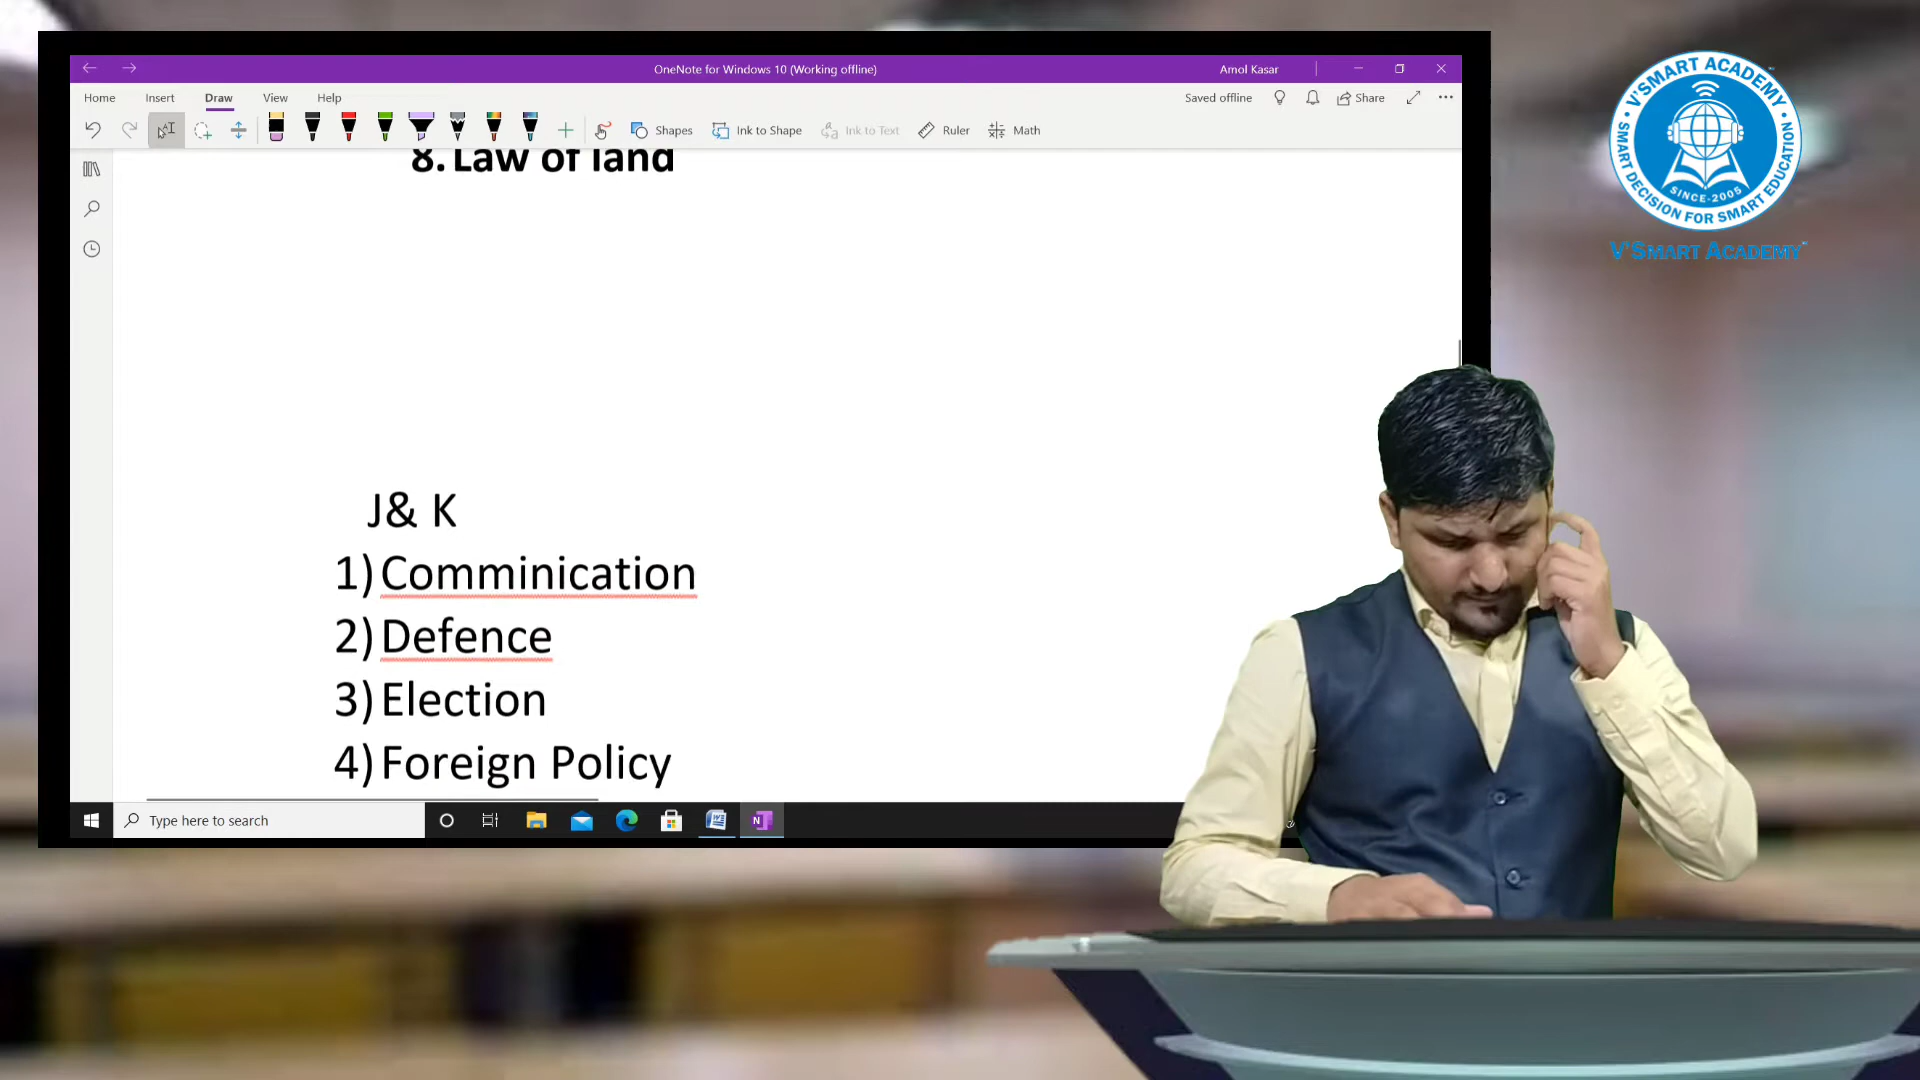 OneNote for Windows 10 (Working offline)
Amol Kasar
Home Insert Draw View Help
Saved offline
Share
Shapes
Ink to Shape
Ink to Text
Ruler
Math
8. Law of land
J& K
1) Comminication
2) Defence
3) Election
4) Foreign Policy
Type here to search
V'SMART ACADEMY
SMART DECISION FOR SMART EDUCATION
SINCE-2005
V'SMART ACADEMY